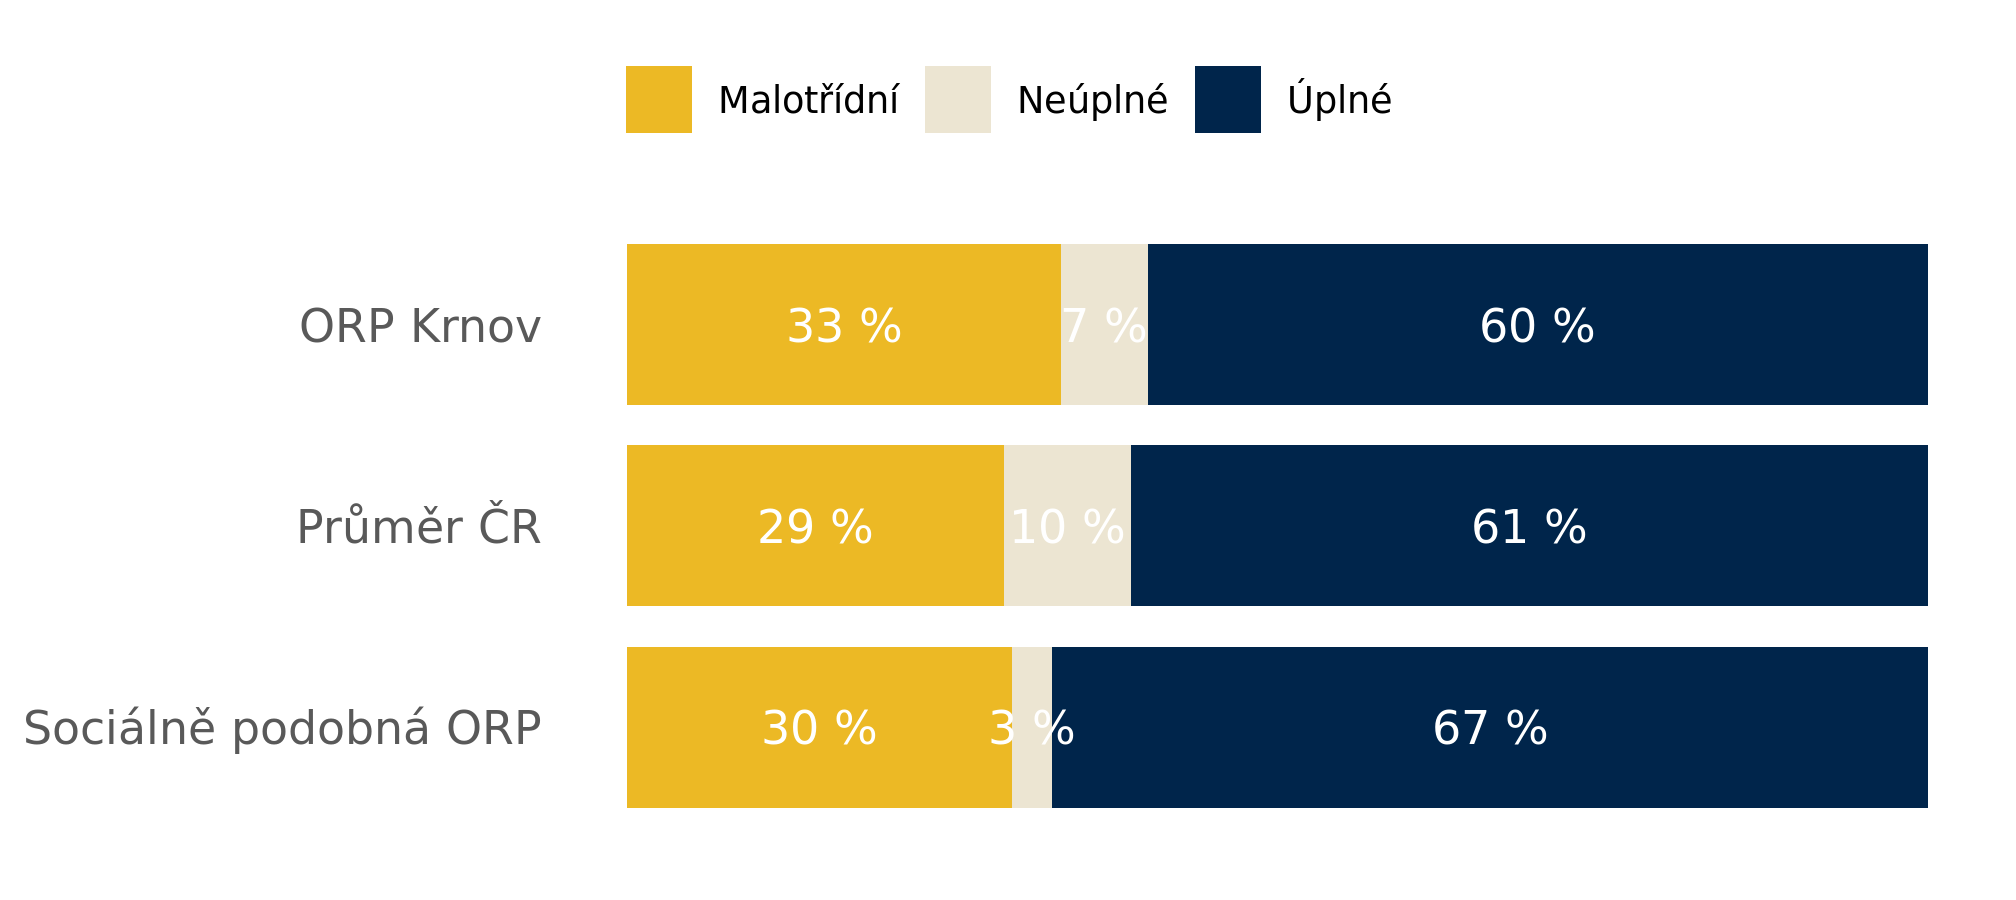 Malotřídní Neúplné Úplné
ORP Krnov 33 % 7 % 60 %
Průměr ČR 29 % 10 % 61 %
Sociálně podobná ORP 30 % 3 % 67 %